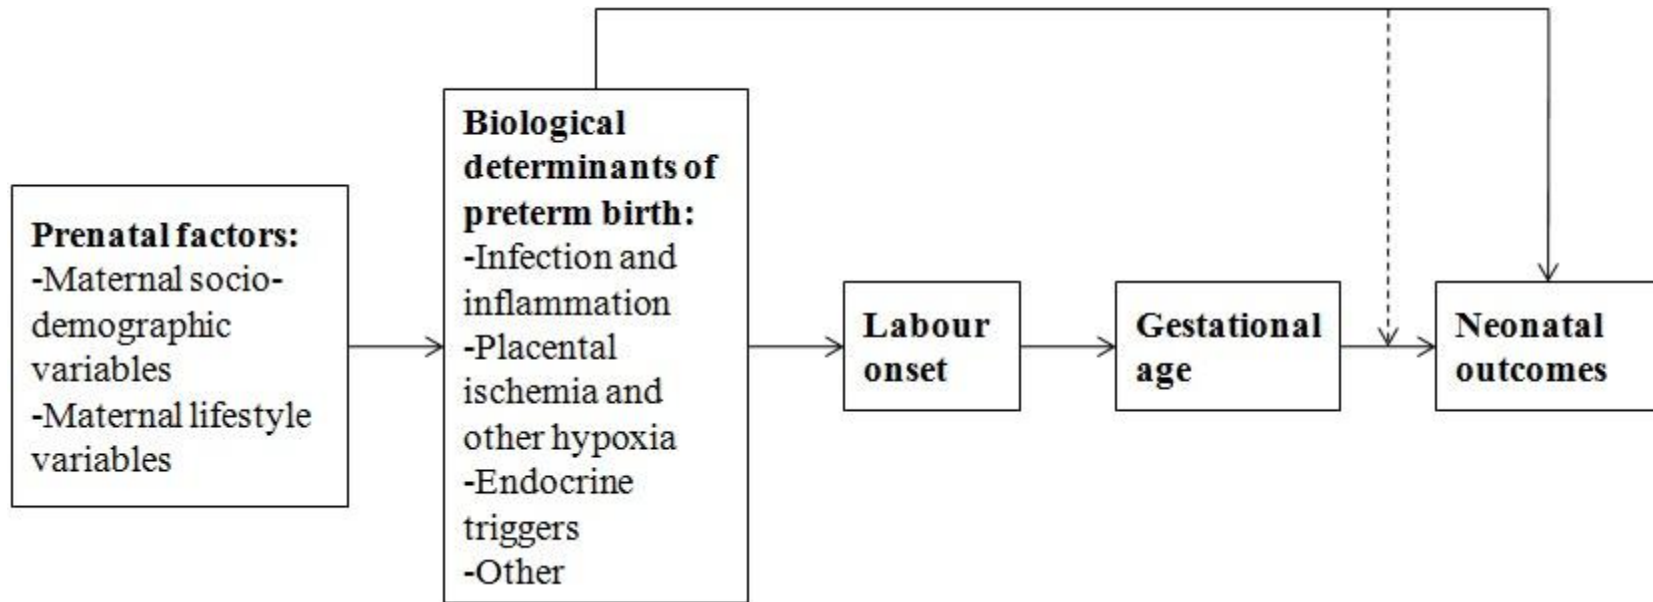 Prenatal factors:
-Maternal socio-
demographic
variables
-Maternal lifestyle
variables
Biological
determinants of
preterm birth:
-Infection and
inflammation
-Placental
ischemia and
other hypoxia
-Endocrine
triggers
-Other
Labour
onset
Gestational
age
Neonatal
outcomes